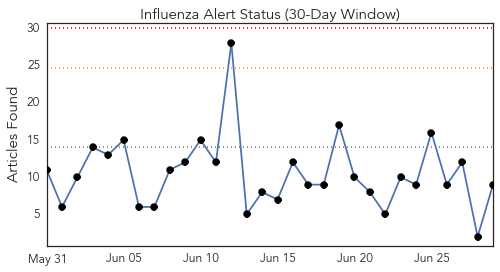 Influenza Alert Status (30-Day Window)
Articles Found
30
25
20
15
10
5
May 31
Jun 05
Jun 10
Jun 15
Jun 20
Jun 25